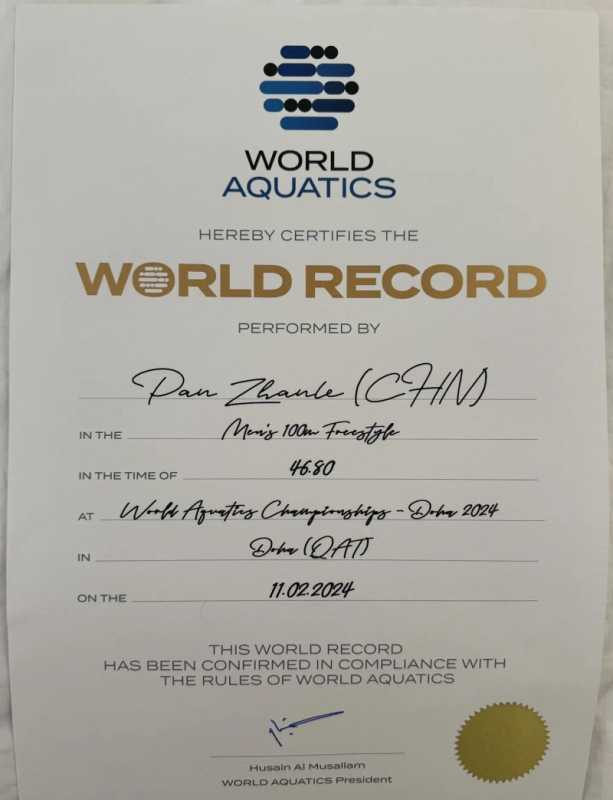 WORLD
AQUATICS
HEREBY CERTIFIES THE
WORLD RECORD
PERFORMED BY
Pan Zhanle (CHN)
IN THE Men's 100m Freestyle
IN THE TIME OF 46.80
AT World Aquatics Championships - Doha 2024
IN Doha (QAT)
ON THE 11.02.2024
THIS WORLD RECORD
HAS BEEN CONFIRMED IN COMPLIANCE WITH
THE RULES OF WORLD AQUATICS
Husain Al Musallam
WORLD AQUATICS President